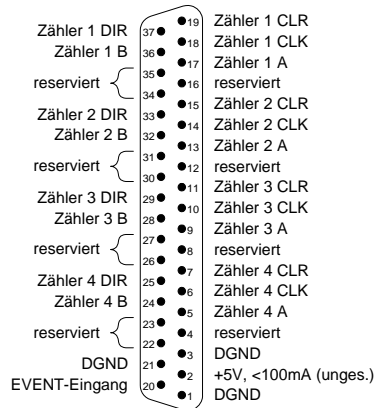 Zähler 1 DIR 37 19 Zähler 1 CLR
Zähler 1 B 36 18 Zähler 1 CLK
35 17 Zähler 1 A
reserviert
34 16 reserviert
Zähler 2 DIR 33 15 Zähler 2 CLR
Zähler 2 B 32 14 Zähler 2 CLK
31 13 Zähler 2 A
reserviert
30 12 reserviert
Zähler 3 DIR 29 11 Zähler 3 CLR
Zähler 3 B 28 10 Zähler 3 CLK
27 9 Zähler 3 A
reserviert
26 8 reserviert
Zähler 4 DIR 25 7 Zähler 4 CLR
Zähler 4 B 24 6 Zähler 4 CLK
23 5 Zähler 4 A
reserviert
22 4 reserviert
DGND 21 3 DGND
EVENT-Eingang 20 2 +5V, <100mA (unges.)
1 DGND